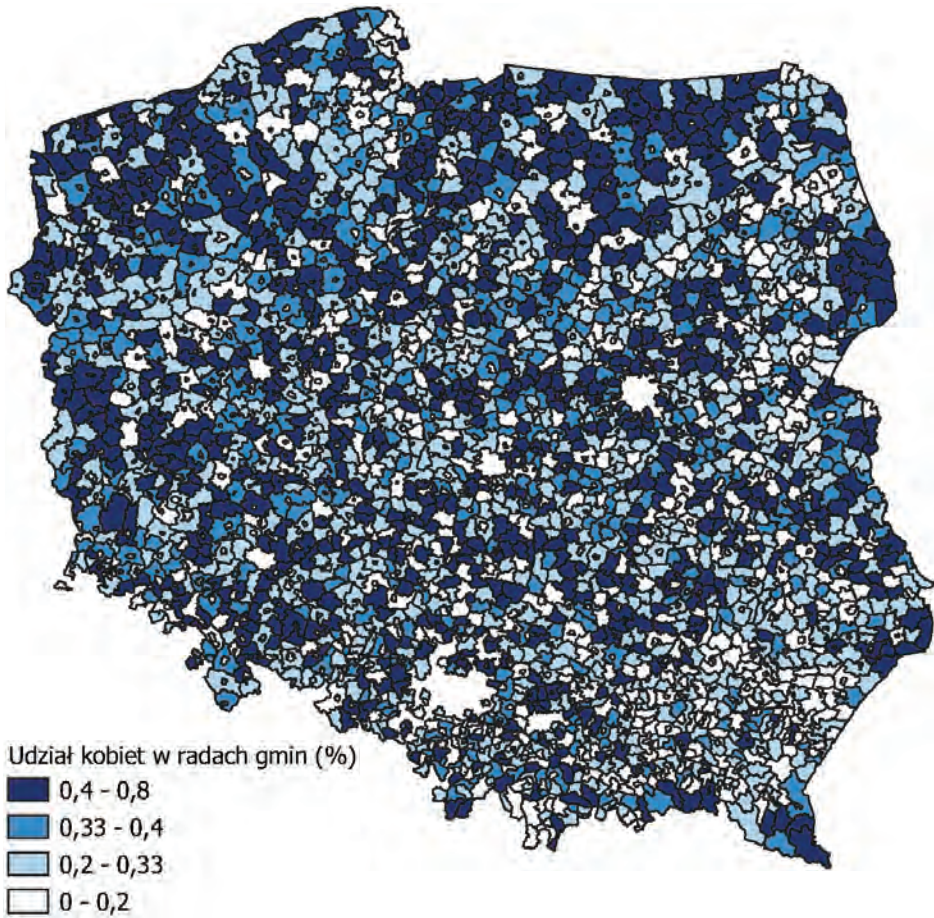 Udział kobiet w radach gmin (%)
0,4 - 0,8
0,33 - 0,4
0,2 - 0,33
0 - 0,2